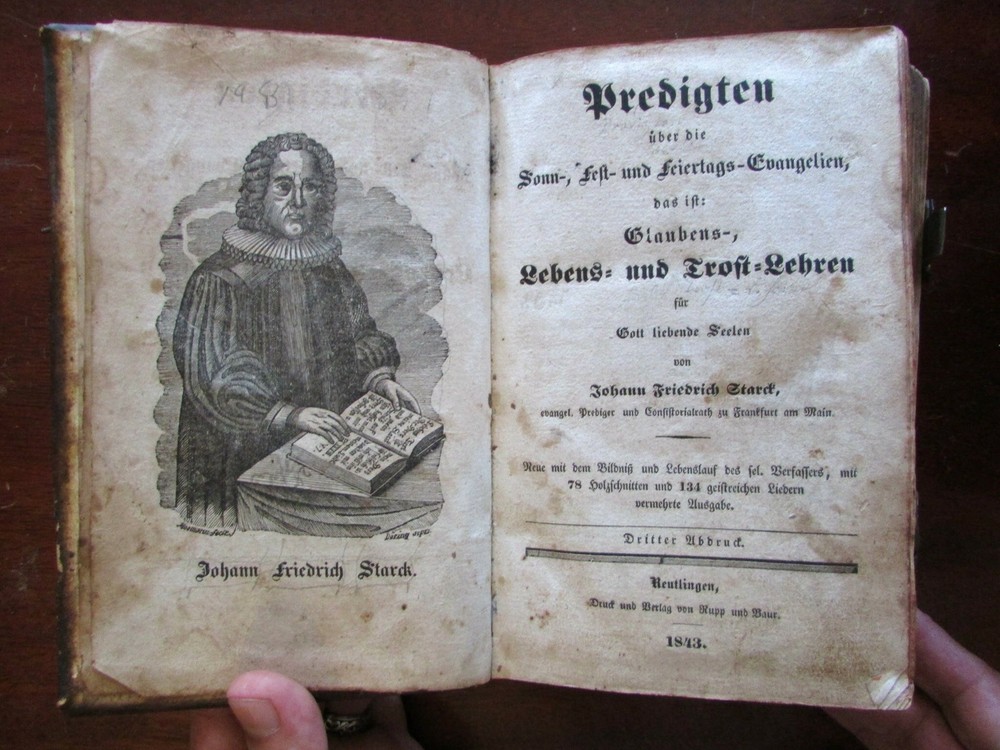 Johann Friedrich Starck.
Predigten
über die
Sonn-, Fest- und Feiertags-Evangelien,
das ist:
Glaubens-,
Lebens- und Trost-Lehren
für
Gott liebende Seelen
von
Johann Friedrich Starck,
evangel. Prediger und Consistorialrath zu Frankfurt am Main.
Neue mit dem Bildniß und Lebenslauf des sel. Verfassers, mit
78 Holzschnitten und 134 geistreichen Liedern
vermehrte Ausgabe.
Dritter Abdruck.
Reutlingen,
Druck und Verlag von Rupp und Baur.
1843.